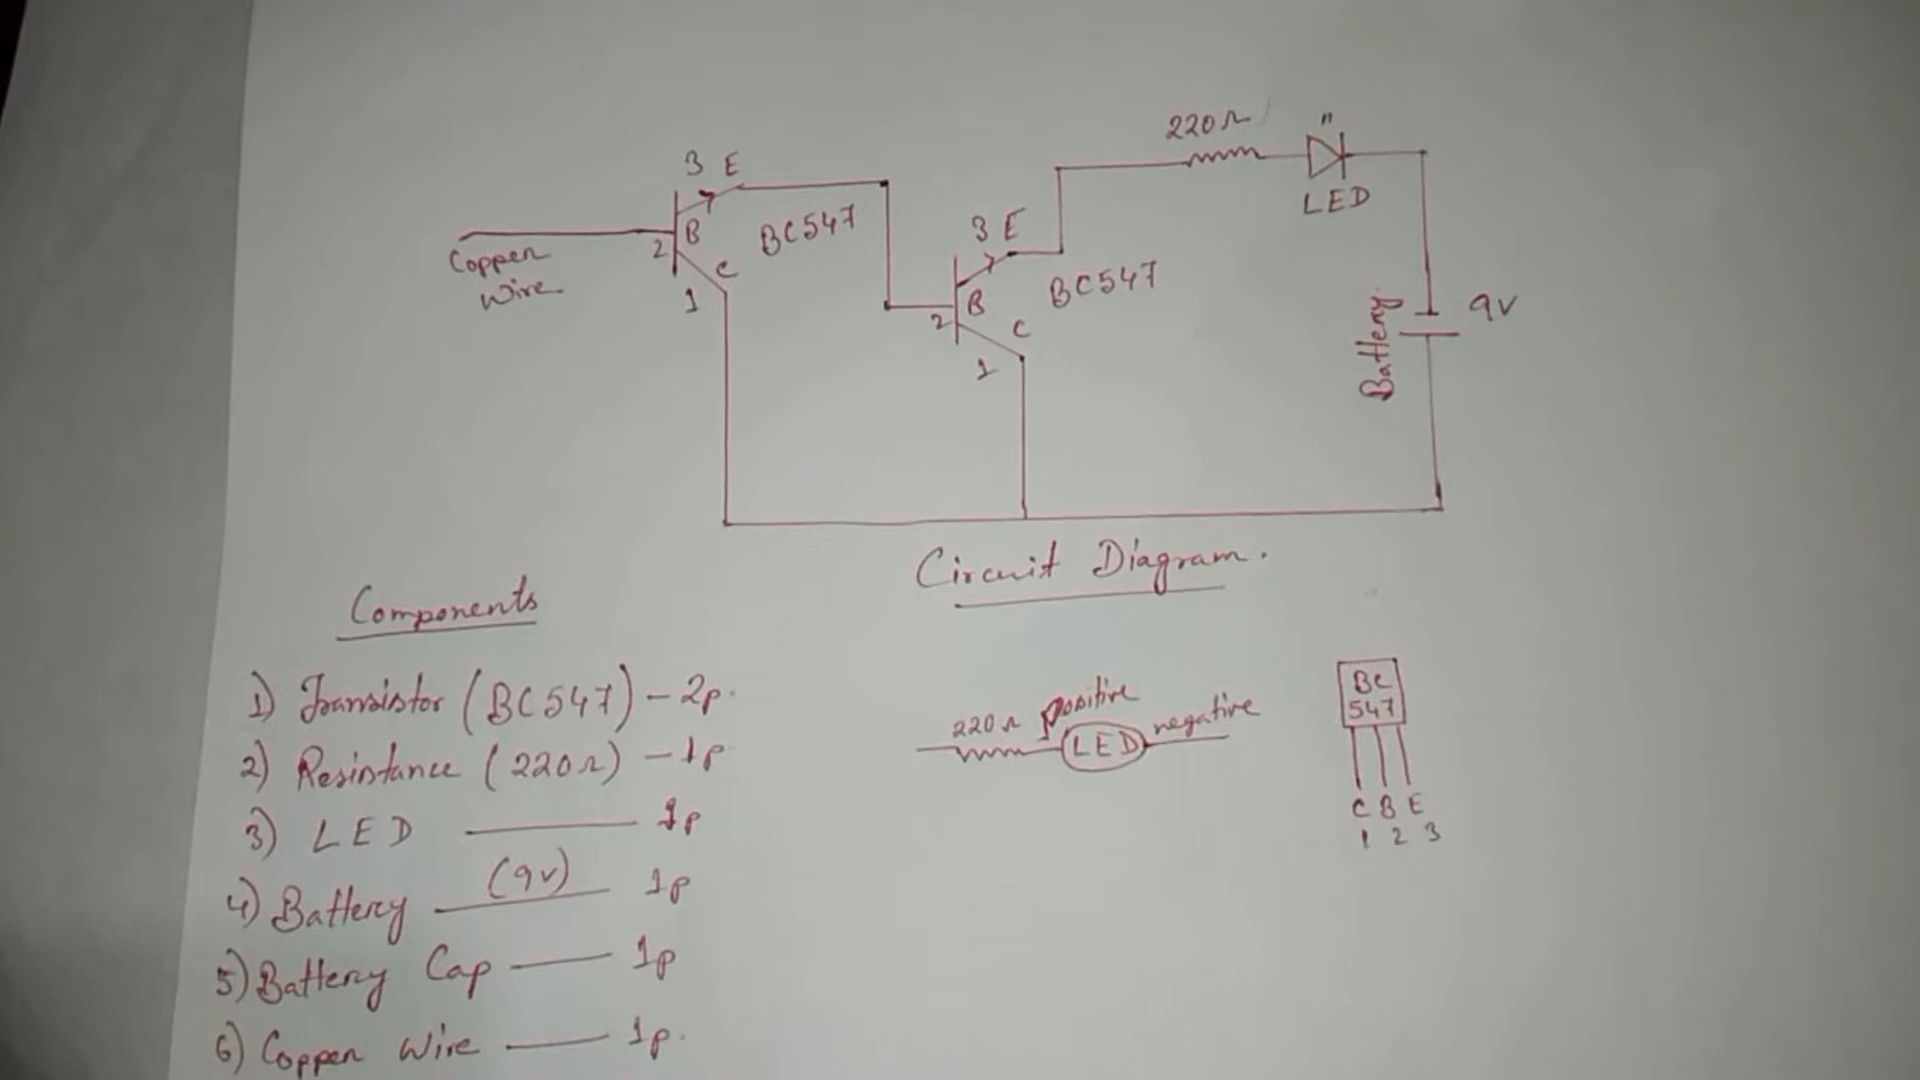 220Ω
"
LED
3 E
B
2
C
1
BC547
Copper
Wire
3 E
B
2
C
1
BC547
Battery
9V
Circuit Diagram.
Components
1) Transistor (BC547) - 2p.
2) Resistance (220Ω) - 1p
3) LED — 1p
4) Battery (9V) 1p
5) Battery Cap — 1p
6) Copper Wire — 1p.
220Ω positive LED negative
BC
547
C B E
1 2 3